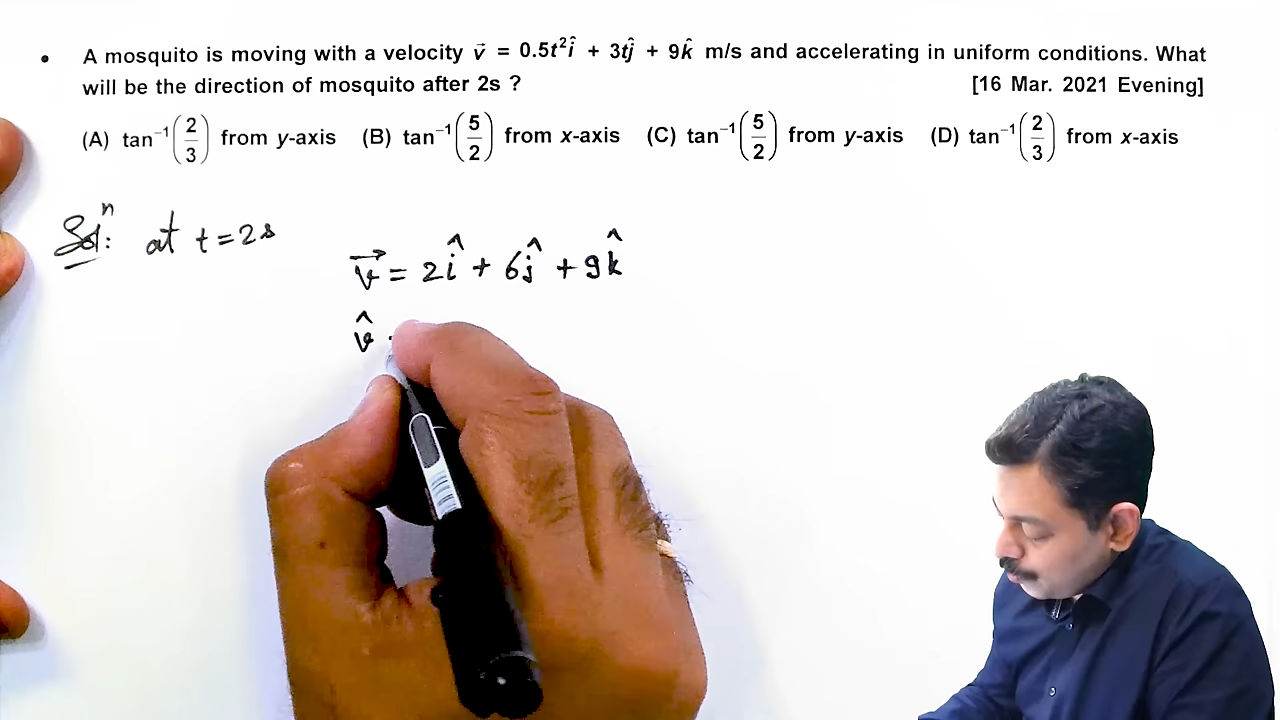 • A mosquito is moving with a velocity v⃗ = 0.5t²î + 3tĵ + 9k̂ m/s and accelerating in uniform conditions. What
will be the direction of mosquito after 2s ? [16 Mar. 2021 Evening]
(A) tan⁻¹(2/3) from y-axis (B) tan⁻¹(5/2) from x-axis (C) tan⁻¹(5/2) from y-axis (D) tan⁻¹(2/3) from x-axis
Solⁿ: at t = 2s
v⃗ = 2î + 6ĵ + 9k̂
v̂